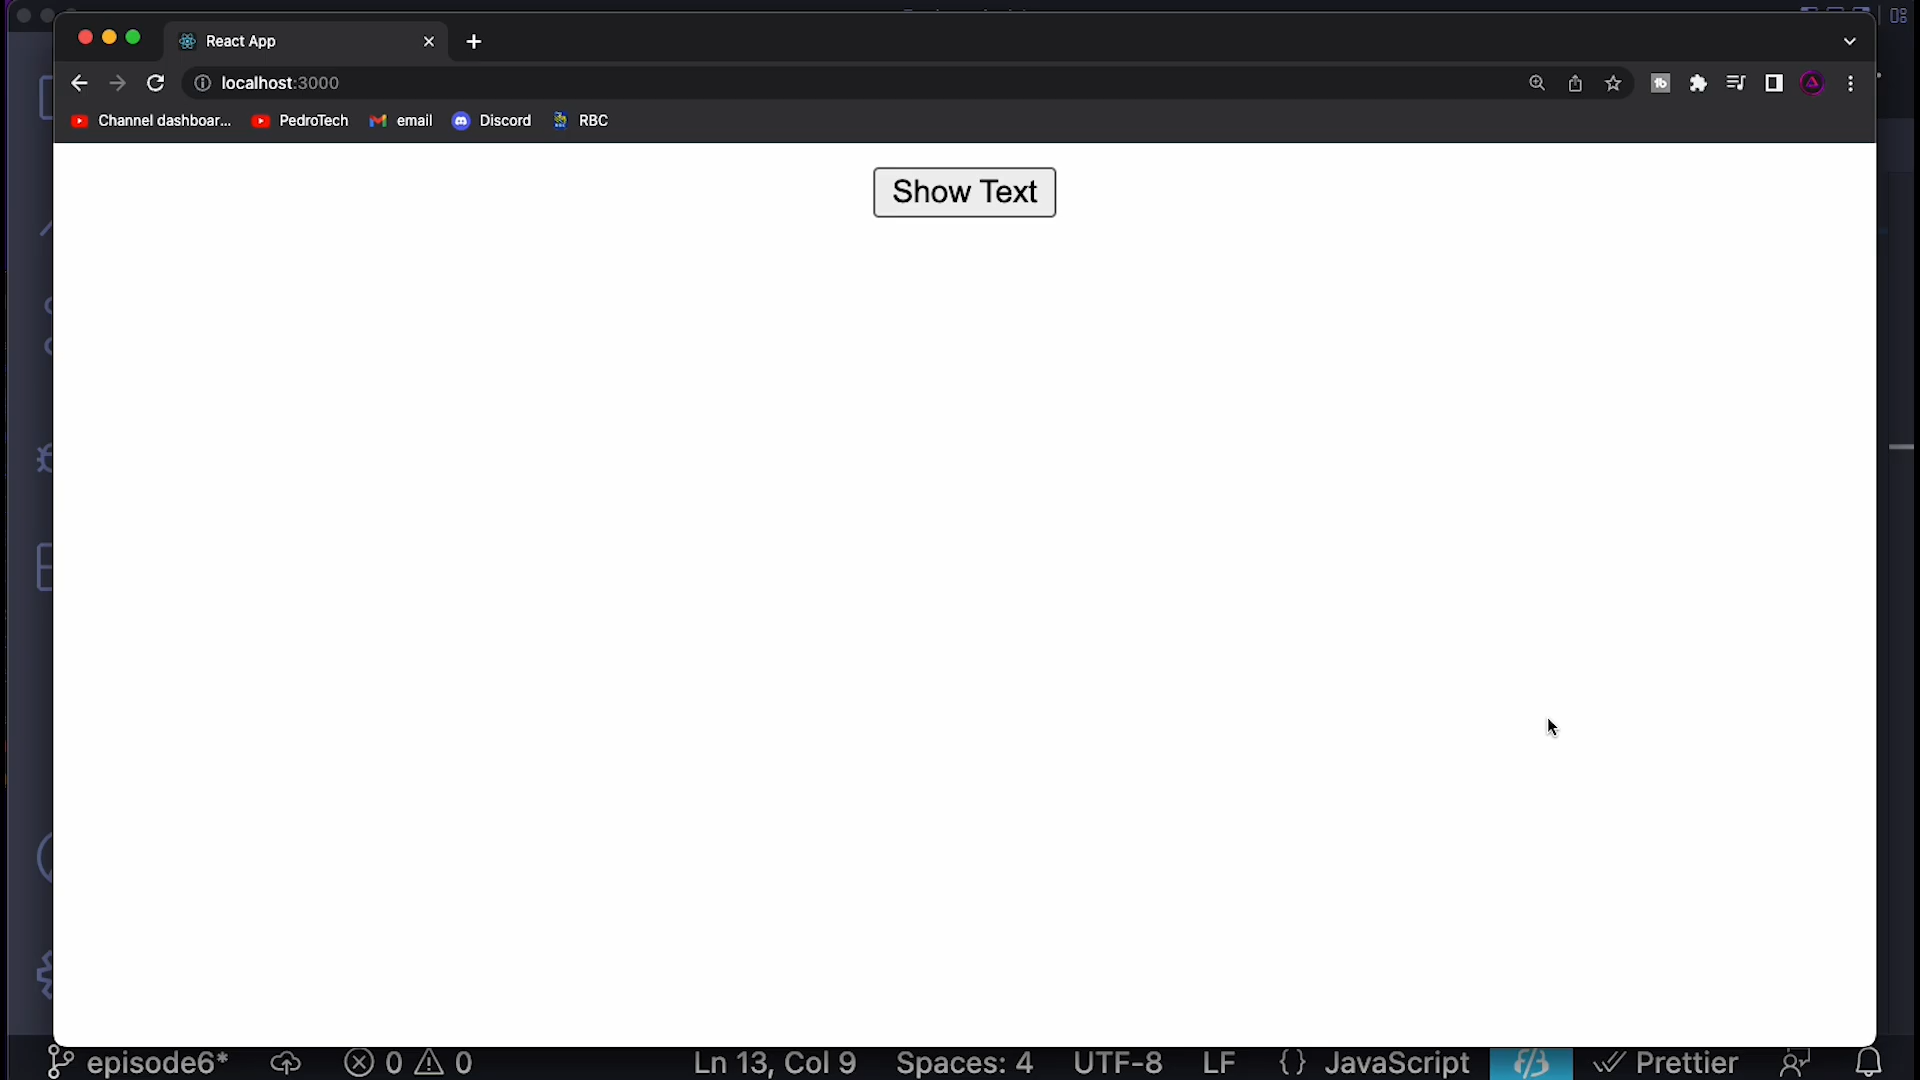 React App
localhost:3000
Channel dashboar... PedroTech email Discord RBC
Show Text
episode6* 0 0 Ln 13, Col 9 Spaces: 4 UTF-8 LF {} JavaScript Prettier